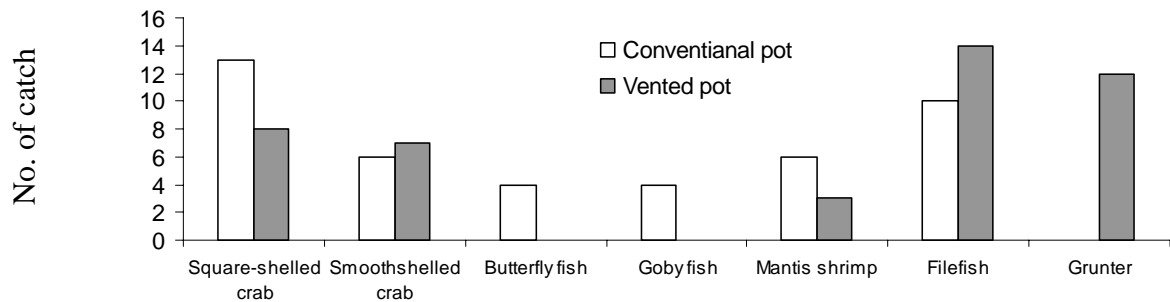 No. of catch
16
14
12
10
8
6
4
2
0
Conventianal pot
Vented pot
Square-shelled crab
Smoothshelled crab
Butterfly fish
Goby fish
Mantis shrimp
Filefish
Grunter